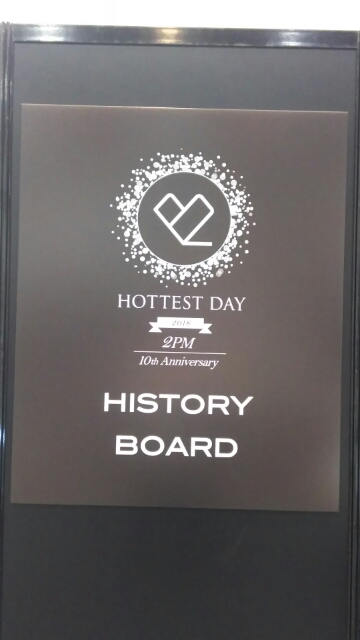 HOTTEST DAY
2018
2PM
10th Anniversary
HISTORY
BOARD